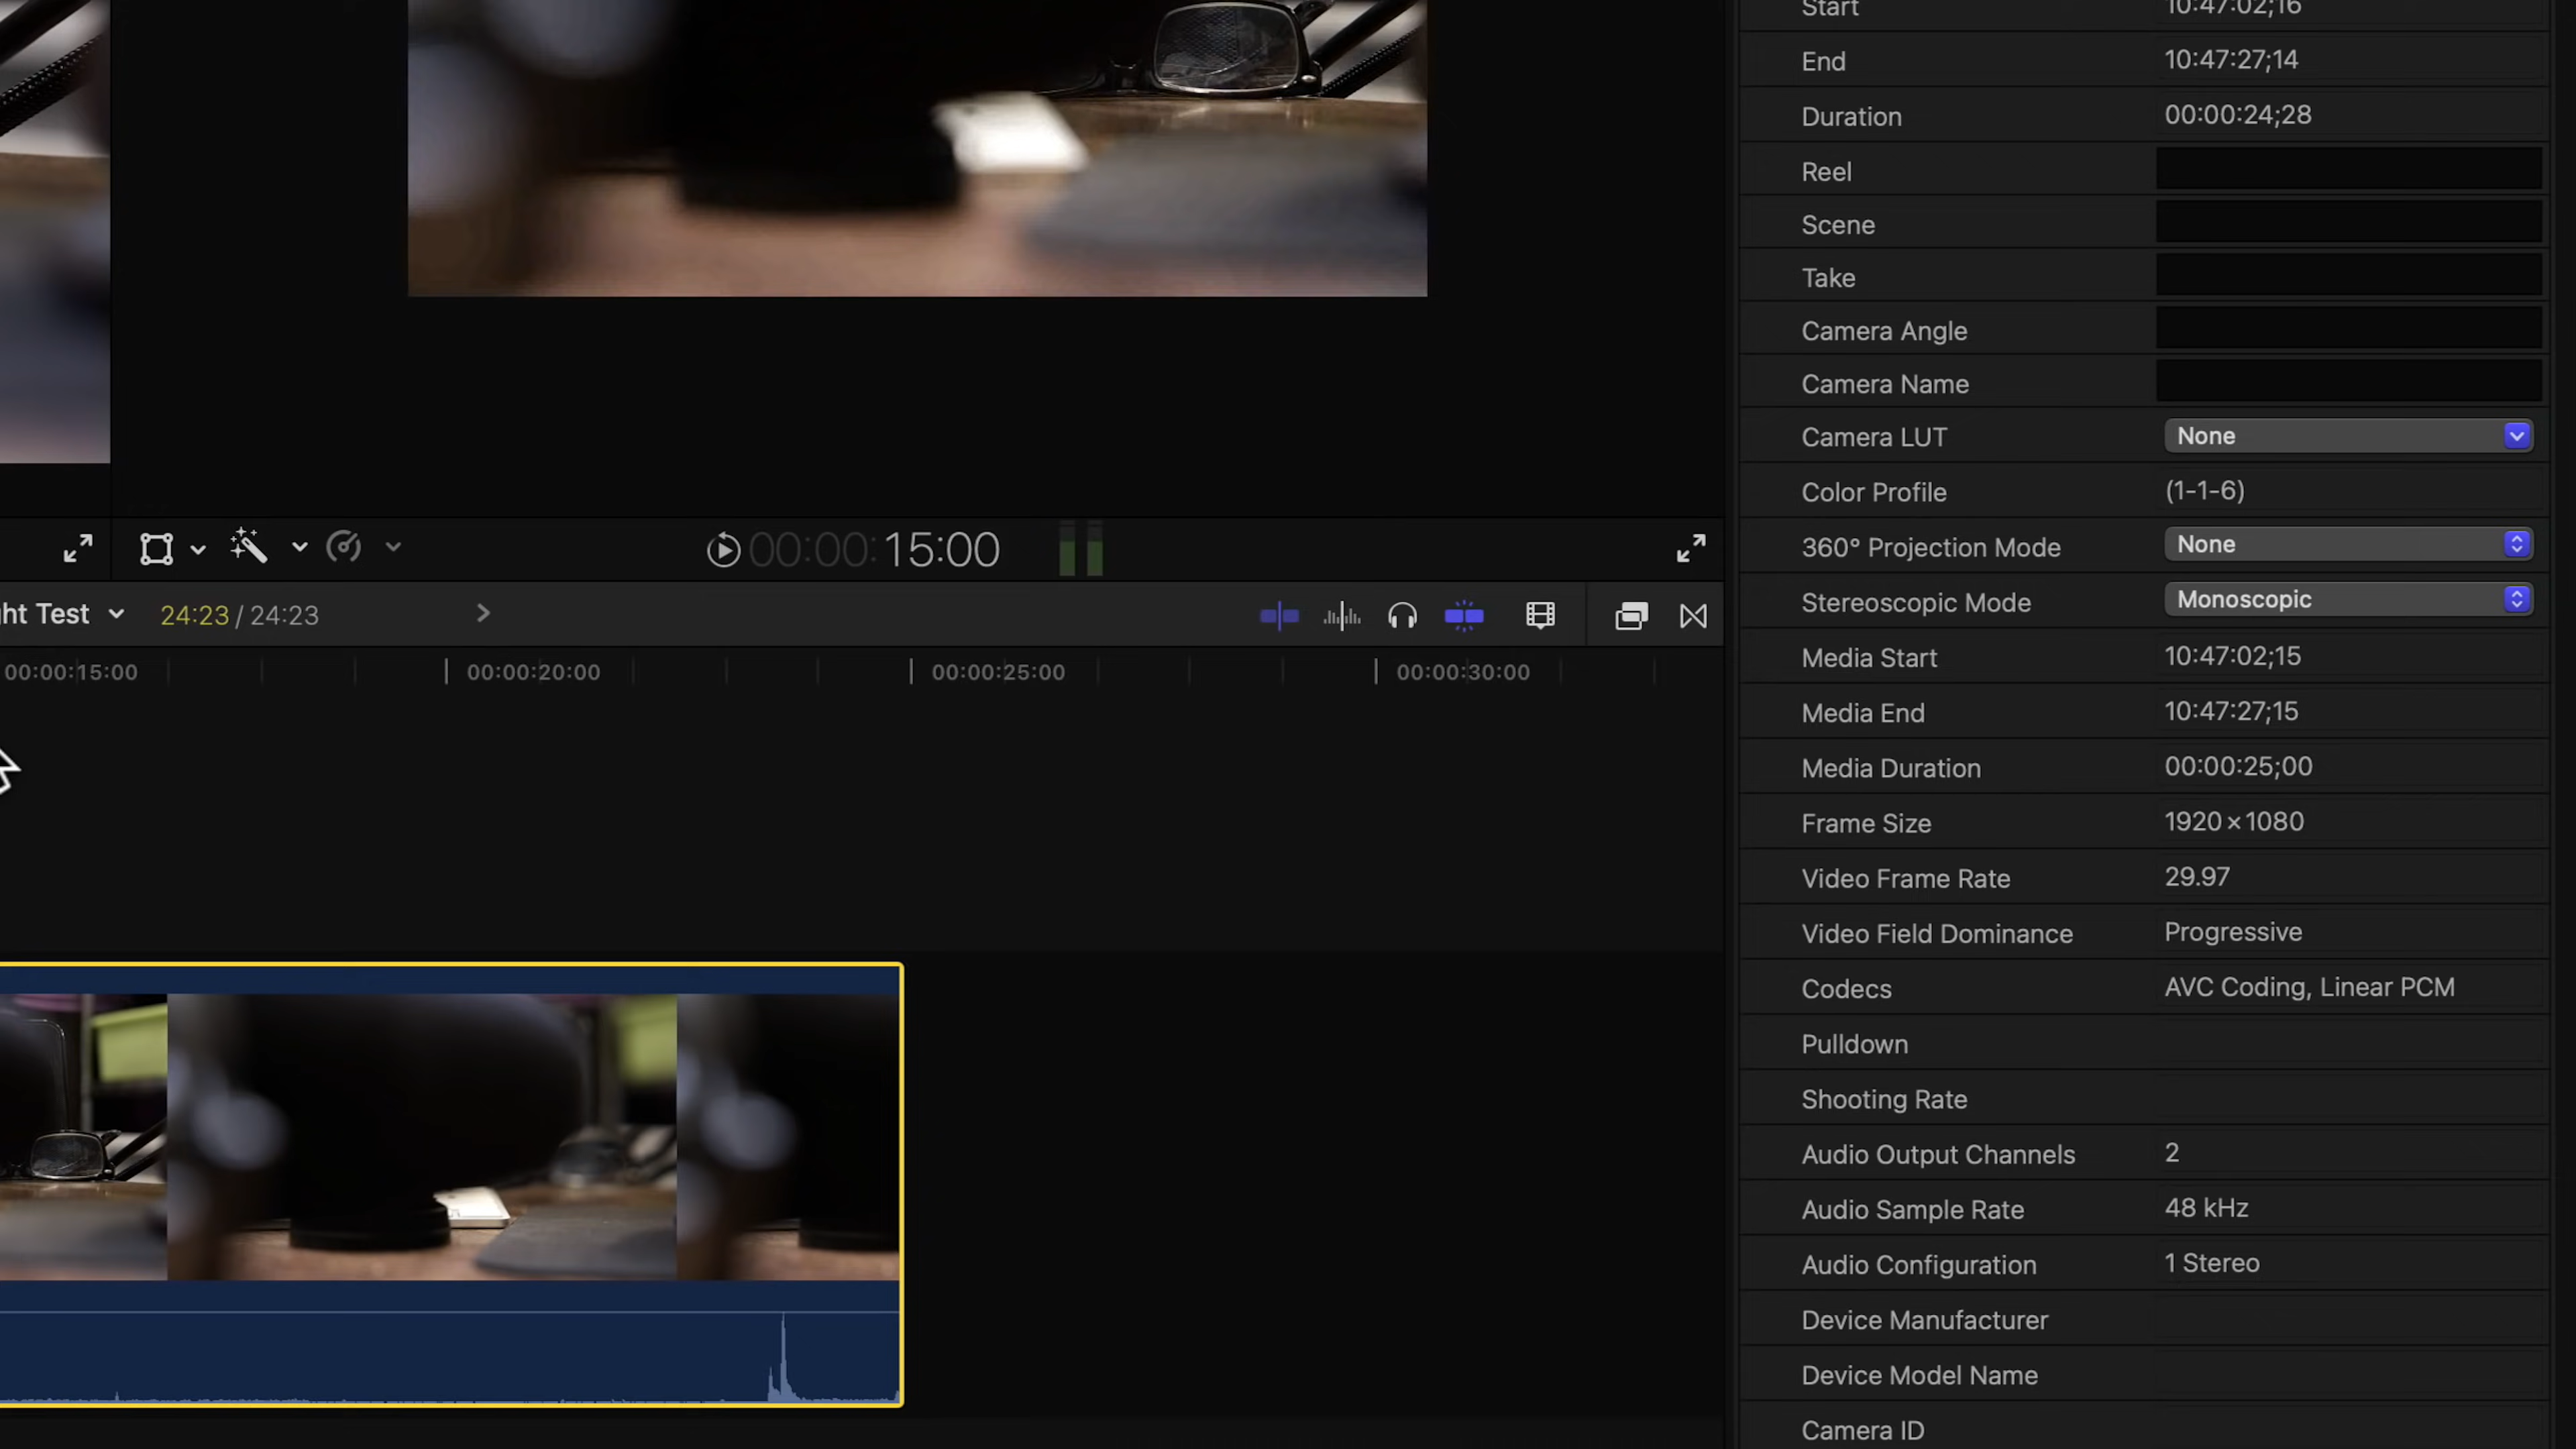 Start 10:47:02;16
End 10:47:27;14
Duration 00:00:24;28
Reel
Scene
Take
Camera Angle
Camera Name
Camera LUT None
Color Profile (1-1-6)
360° Projection Mode None
Stereoscopic Mode Monoscopic
Media Start 10:47:02;15
Media End 10:47:27;15
Media Duration 00:00:25;00
Frame Size 1920×1080
Video Frame Rate 29.97
Video Field Dominance Progressive
Codecs AVC Coding, Linear PCM
Pulldown
Shooting Rate
Audio Output Channels 2
Audio Sample Rate 48 kHz
Audio Configuration 1 Stereo
Device Manufacturer
Device Model Name
Camera ID
00:00:15:00
ht Test 24:23 / 24:23
00:00:15:00 00:00:20:00 00:00:25:00 00:00:30:00